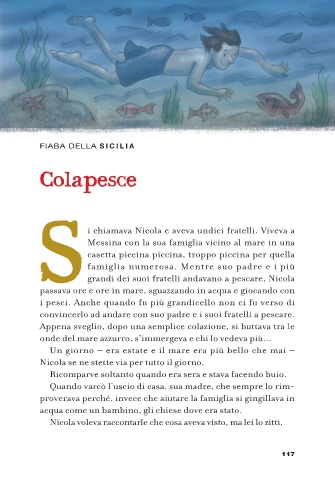 FIABA DELLA SICILIA
Colapesce
Si chiamava Nicola e aveva undici fratelli. Viveva a
Messina con la sua famiglia vicino al mare in una
casetta piccina piccina, troppo piccina per quella
famiglia numerosa. Mentre suo padre e i più
grandi dei suoi fratelli andavano a pescare, Nicola
passava ore e ore in mare, sguazzando in acqua e giocando con
i pesci. Anche quando fu più grandicello non ci fu verso di
convincerlo ad andare con suo padre e i suoi fratelli a pescare.
Appena sveglio, dopo una semplice colazione, si buttava tra le
onde del mare azzurro, s’immergeva e chi lo vedeva più…
Un giorno – era estate e il mare era più bello che mai –
Nicola se ne stette via per tutto il giorno.
Ricomparve soltanto quando era sera e stava facendo buio.
Quando varcò l’uscio di casa, sua madre, che sempre lo rim-
proverava perché, invece che aiutare la famiglia si gingillava in
acqua come un bambino, gli chiese dove era stato.
Nicola voleva raccontarle che cosa aveva visto, ma lei lo zittì.
117